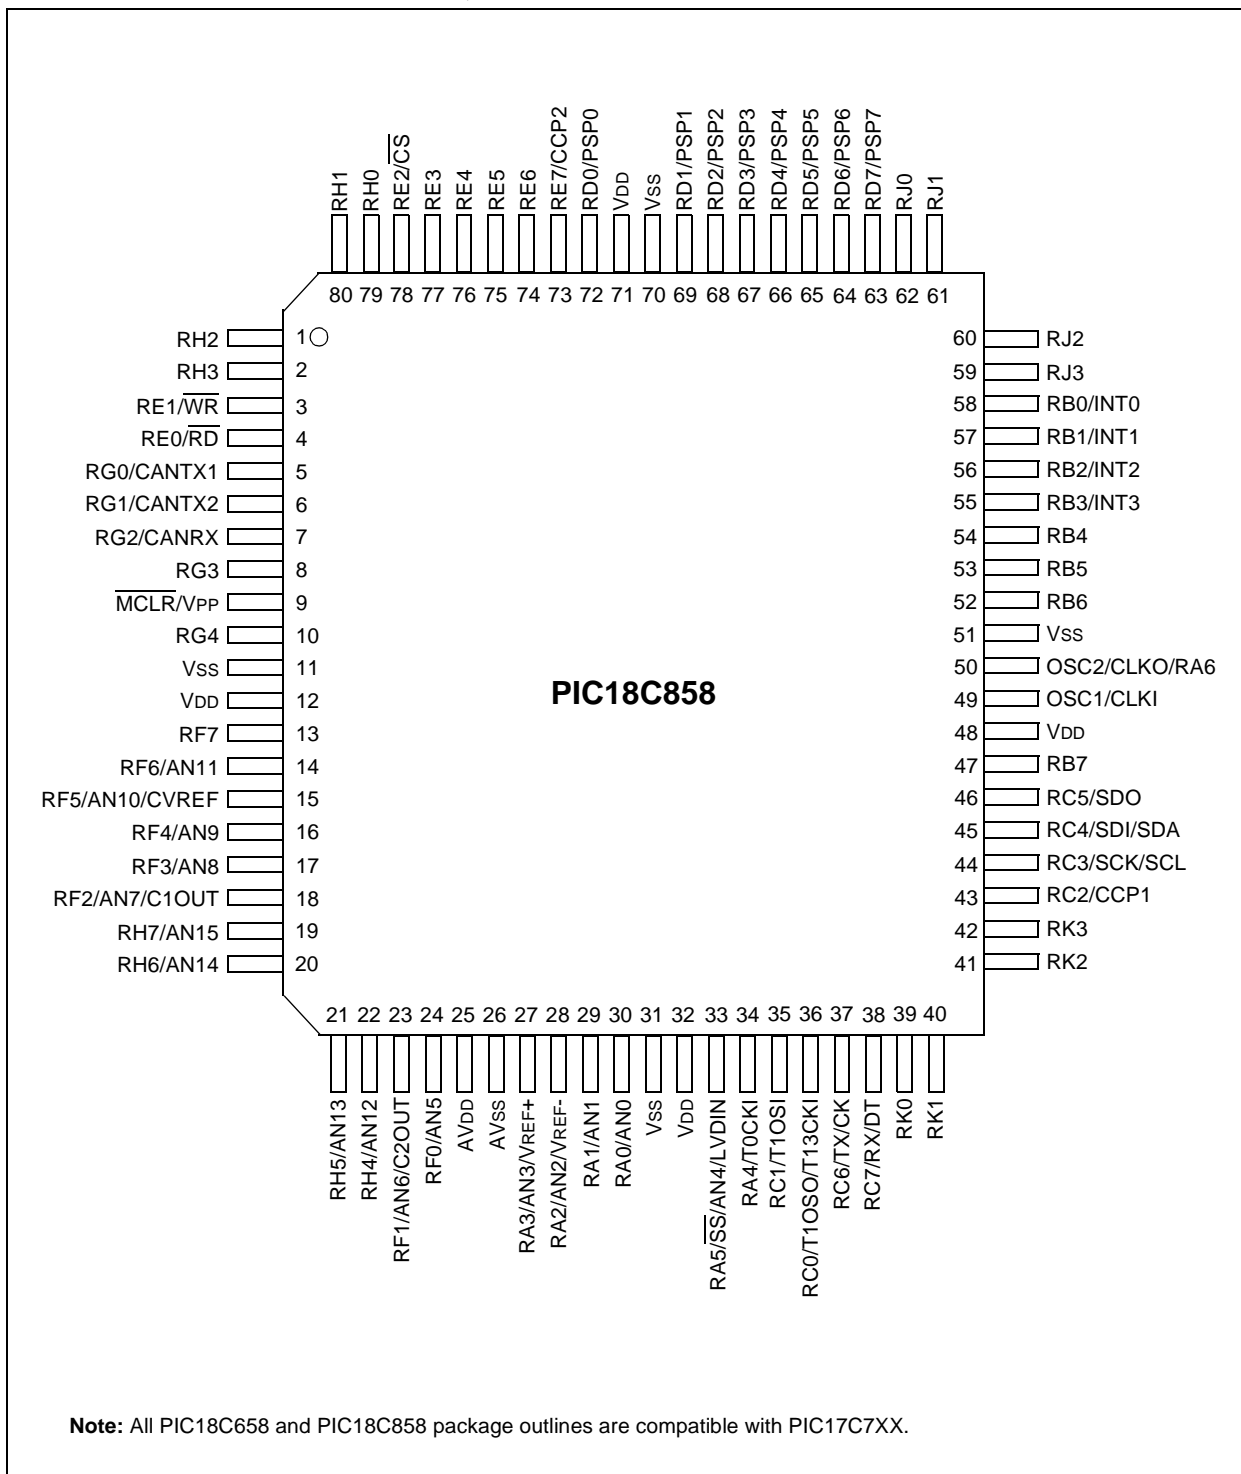 RH1
RH0
RE2/CS
RE3
RE4
RE5
RE6
RE7/CCP2
RD0/PSP0
VDD
VSS
RD1/PSP1
RD2/PSP2
RD3/PSP3
RD4/PSP4
RD5/PSP5
RD6/PSP6
RD7/PSP7
RJ0
RJ1
80 79 78 77 76 75 74 73 72 71 70 69 68 67 66 65 64 63 62 61
RH2 1
RH3 2
RE1/WR 3
RE0/RD 4
RG0/CANTX1 5
RG1/CANTX2 6
RG2/CANRX 7
RG3 8
MCLR/VPP 9
RG4 10
VSS 11
VDD 12
RF7 13
RF6/AN11 14
RF5/AN10/CVREF 15
RF4/AN9 16
RF3/AN8 17
RF2/AN7/C1OUT 18
RH7/AN15 19
RH6/AN14 20
PIC18C858
60 RJ2
59 RJ3
58 RB0/INT0
57 RB1/INT1
56 RB2/INT2
55 RB3/INT3
54 RB4
53 RB5
52 RB6
51 VSS
50 OSC2/CLKO/RA6
49 OSC1/CLKI
48 VDD
47 RB7
46 RC5/SDO
45 RC4/SDI/SDA
44 RC3/SCK/SCL
43 RC2/CCP1
42 RK3
41 RK2
21 22 23 24 25 26 27 28 29 30 31 32 33 34 35 36 37 38 39 40
RH5/AN13
RH4/AN12
RF1/AN6/C2OUT
RF0/AN5
AVDD
AVSS
RA3/AN3/VREF+
RA2/AN2/VREF-
RA1/AN1
RA0/AN0
VSS
VDD
RA5/SS/AN4/LVDIN
RA4/T0CKI
RC1/T1OSI
RC0/T1OSO/T13CKI
RC6/TX/CK
RC7/RX/DT
RK0
RK1
Note: All PIC18C658 and PIC18C858 package outlines are compatible with PIC17C7XX.